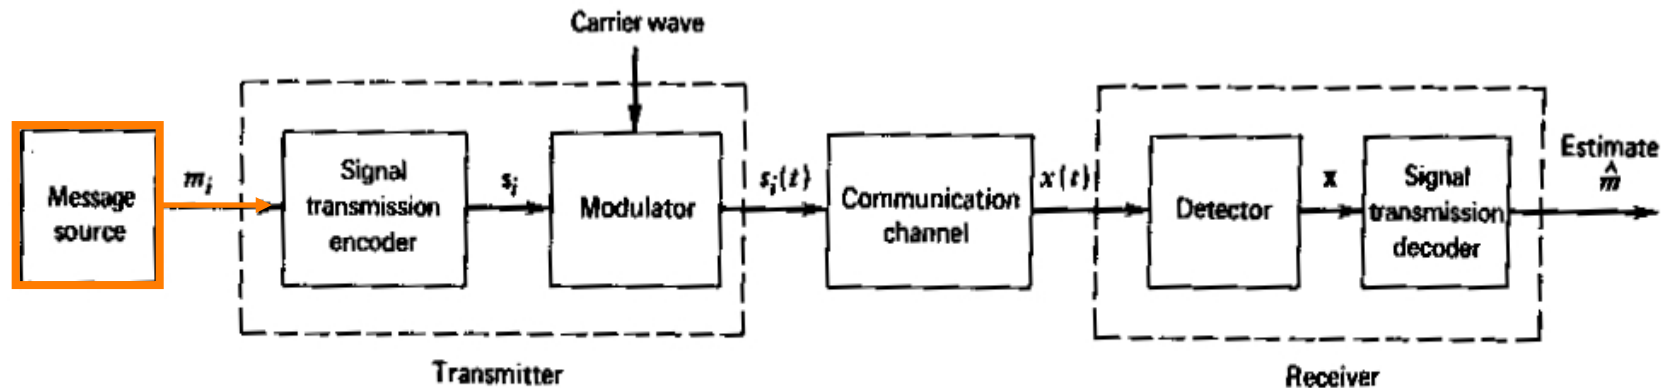 Carrier wave
Message
source
m_i
Signal
transmission
encoder
s_i
Modulator
s_i(t)
Communication
channel
x(t)
Detector
x
Signal
transmission
decoder
Estimate
m̂
Transmitter
Receiver